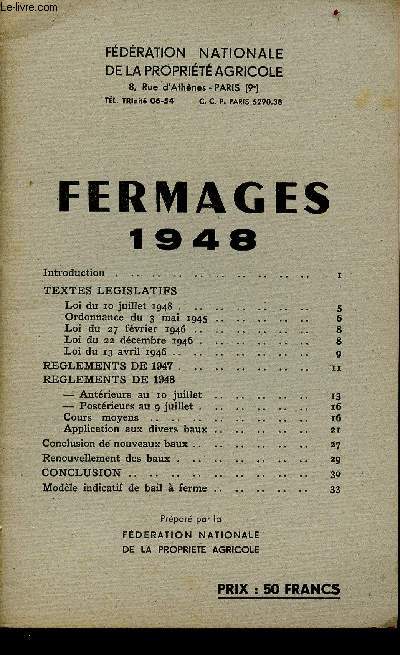 Le-livre.com
FÉDÉRATION NATIONALE
DE LA PROPRIÉTÉ AGRICOLE
8, Rue d'Athènes - PARIS (9e)
TÉL. TRInité 06-54 C. C. P. PARIS 5290.38
FERMAGES
1948
Introduction . . . . . . . . . . . . 1
TEXTES LEGISLATIFS
Loi du 10 juillet 1948 . . . . . . . . . . 5
Ordonnance du 3 mai 1945 . . . . . . . . 6
Loi du 27 février 1946 . . . . . . . . . . 8
Loi du 22 décembre 1946 . . . . . . . . 8
Loi du 13 avril 1946 . . . . . . . . . . 9
REGLEMENTS DE 1947 . . . . . . . . . . 11
REGLEMENTS DE 1948
— Antérieurs au 10 juillet . . . . . . . . 13
— Postérieurs au 9 juillet . . . . . . . . 16
Cours moyens . . . . . . . . . . 16
Application aux divers baux . . . . . . . . 21
Conclusion de nouveaux baux . . . . . . . . 27
Renouvellement des baux . . . . . . . . . . 29
CONCLUSION . . . . . . . . . . . . 30
Modèle indicatif de bail à ferme . . . . . . . . 33
Préparé par la
FÉDÉRATION NATIONALE
DE LA PROPRIETE AGRICOLE
PRIX : 50 FRANCS